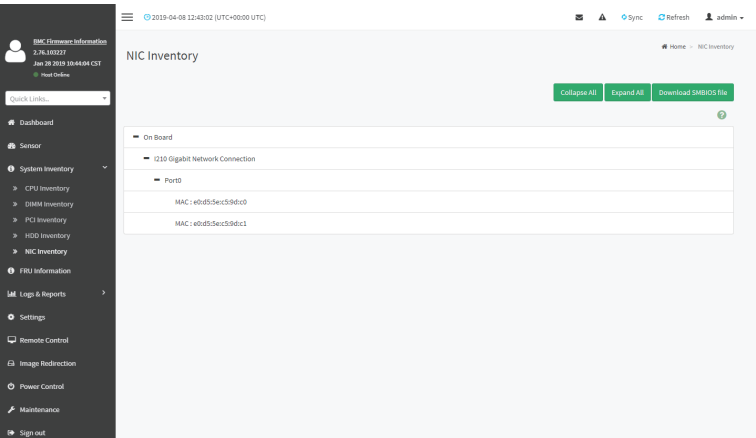 BMC Firmware Information
2.76.103227
Jan 28 2019 10:44:04 CST
Host Online
Quick Links...
Dashboard
Sensor
System Inventory
CPU Inventory
DIMM Inventory
PCI Inventory
HDD Inventory
NIC Inventory
FRU Information
Logs & Reports
Settings
Remote Control
Image Redirection
Power Control
Maintenance
Sign out
2019-04-08 12:43:02 (UTC+00:00 UTC)
Sync
Refresh
admin
NIC Inventory
Home
NIC Inventory
Collapse All
Expand All
Download SMBIOS file
On Board
I210 Gigabit Network Connection
Port0
MAC : e0:d5:5e:c5:9d:c0
MAC : e0:d5:5e:c5:9d:c1